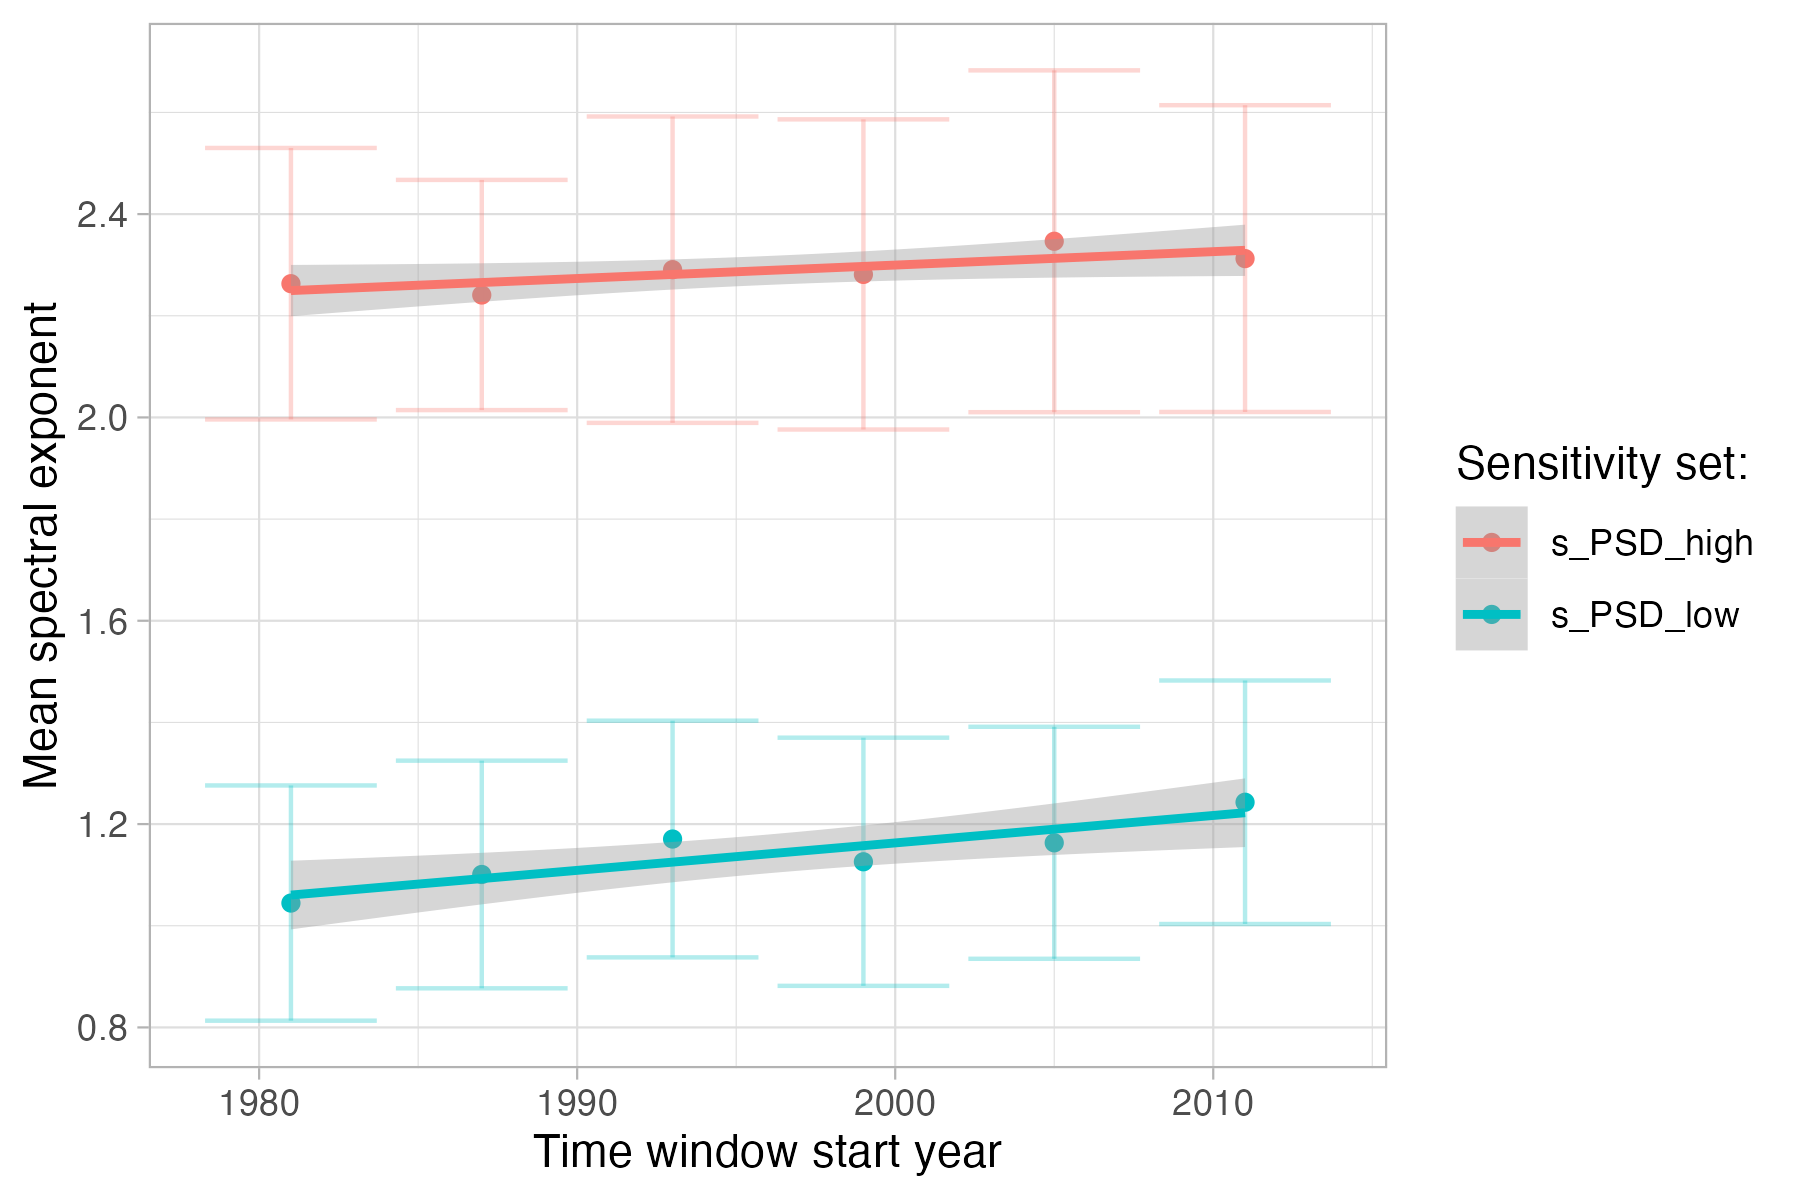 Mean spectral exponent
2.4
2.0
1.6
1.2
0.8
1980 1990 2000 2010
Time window start year
Sensitivity set:
s_PSD_high
s_PSD_low